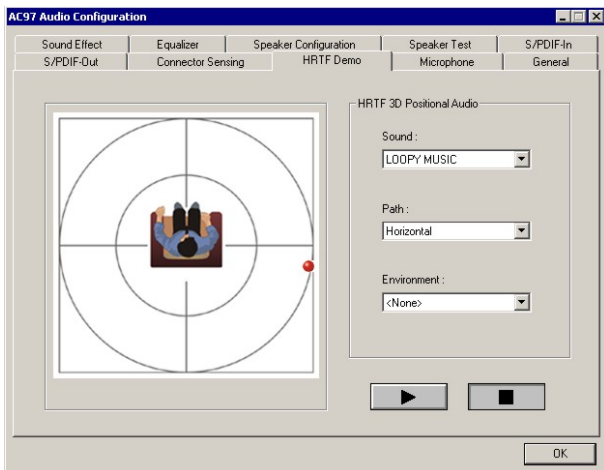 AC97 Audio Configuration
Sound Effect Equalizer Speaker Configuration Speaker Test S/PDIF-In
S/PDIF-Out Connector Sensing HRTF Demo Microphone General
HRTF 3D Positional Audio
Sound :
LOOPY MUSIC
Path :
Horizontal
Environment :
<None>
OK